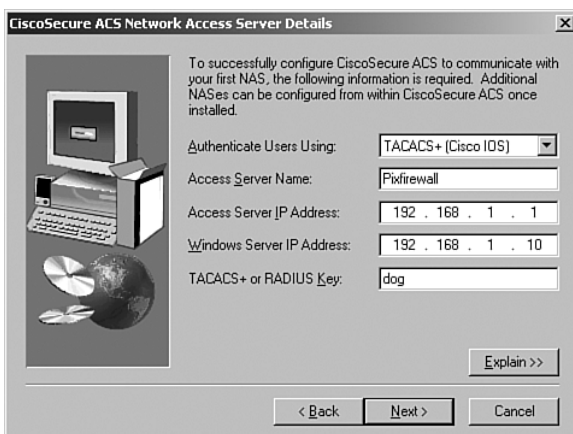 CiscoSecure ACS Network Access Server Details
To successfully configure CiscoSecure ACS to communicate with
your first NAS, the following information is required. Additional
NASes can be configured from within CiscoSecure ACS once
installed.
Authenticate Users Using: TACACS+ (Cisco IOS)
Access Server Name: Pixfirewall
Access Server IP Address: 192 . 168 . 1 . 1
Windows Server IP Address: 192 . 168 . 1 . 10
TACACS+ or RADIUS Key: dog
Explain >>
< Back Next > Cancel